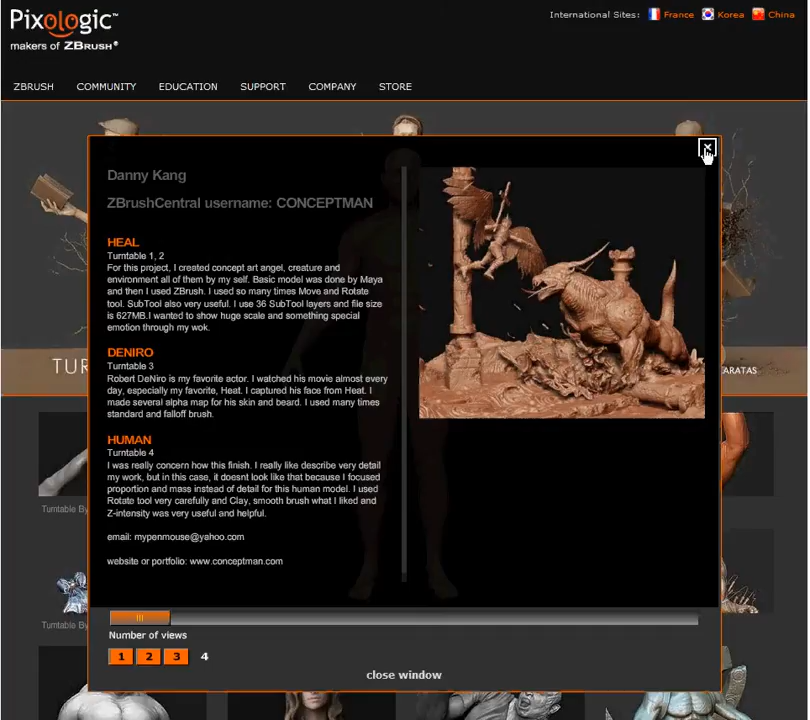 Pixologic™
makers of ZBRUSH®
International Sites: France Korea China
ZBRUSH COMMUNITY EDUCATION SUPPORT COMPANY STORE
Danny Kang
ZBrushCentral username: CONCEPTMAN
HEAL
Turntable 1, 2
For this project, I created concept art angel, creature and
environment all of them by my self. Basic model was done by Maya
and then I used ZBrush. I used so many times Move and Rotate
tool. SubTool also very useful. I use 36 SubTool layers and file size
is 627MB.I wanted to show huge scale and something special
emotion through my wok.
DENIRO
Turntable 3
Robert DeNiro is my favorite actor. I watched his movie almost every
day, especially my favorite, Heat. I captured his face from Heat. I
made several alpha map for his skin and beard. I used many times
standard and falloff brush.
HUMAN
Turntable 4
I was really concern how this finish. I really like describe very detail
my work, but in this case, it doesnt look like that because I focused
proportion and mass instead of detail for this human model. I used
Rotate tool very carefully and Clay, smooth brush what I liked and
Z-intensity was very useful and helpful.
email: mypenmouse@yahoo.com
website or portfolio: www.conceptman.com
TUR
ARATAS
Turntable By
Turntable By
Number of views
1 2 3 4
close window